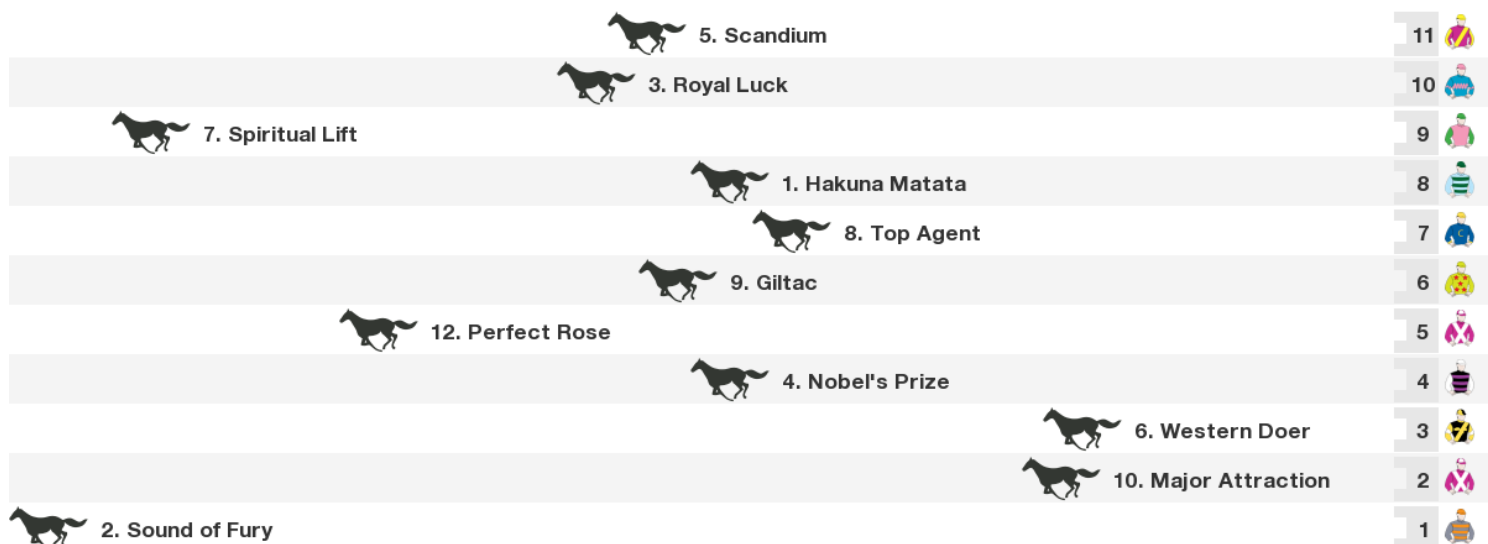 5. Scandium 11
3. Royal Luck 10
7. Spiritual Lift 9
1. Hakuna Matata 8
8. Top Agent 7
9. Giltac 6
12. Perfect Rose 5
4. Nobel's Prize 4
6. Western Doer 3
10. Major Attraction 2
2. Sound of Fury 1